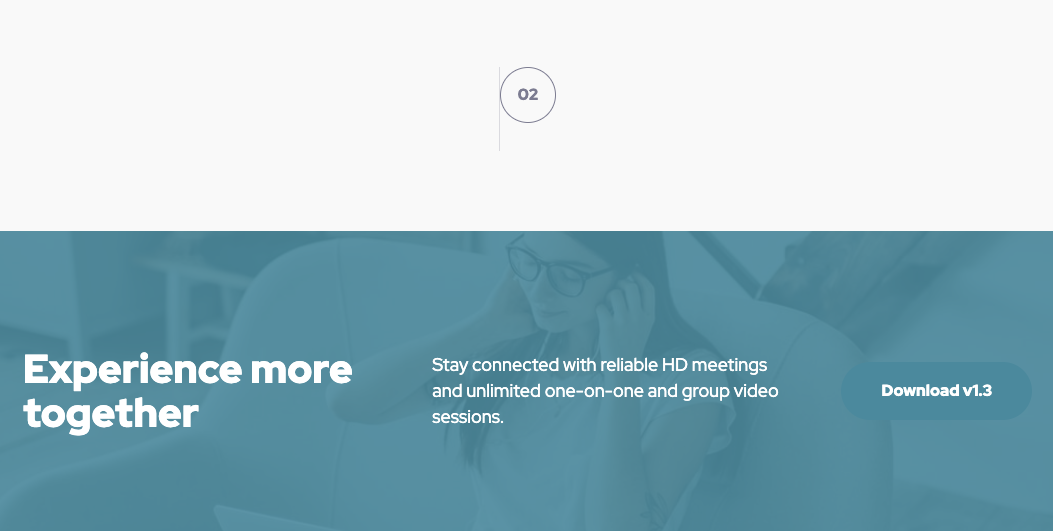 02
Experience more
together
Stay connected with reliable HD meetings
and unlimited one-on-one and group video
sessions.
Download v1.3